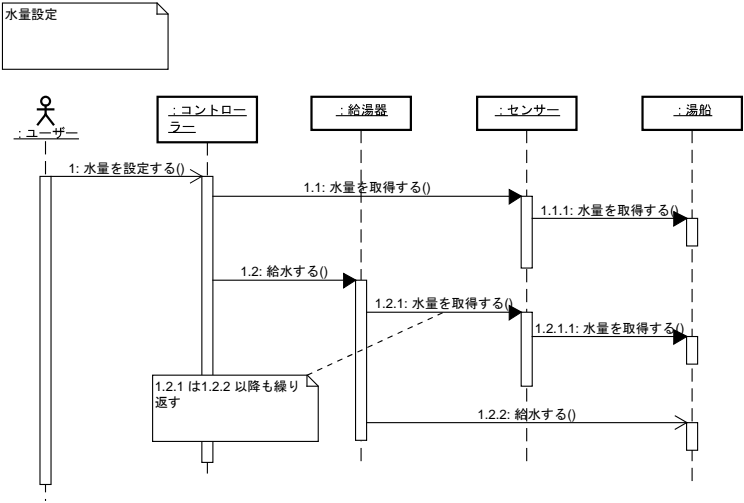 水量設定
: ユーザー
: コントロー
ラー
: 給湯器
: センサー
: 湯船
1: 水量を設定する()
1.1: 水量を取得する()
1.1.1: 水量を取得する()
1.2: 給水する()
1.2.1: 水量を取得する()
1.2.1.1: 水量を取得する()
1.2.1 は1.2.2 以降も繰り
返す
1.2.2: 給水する()